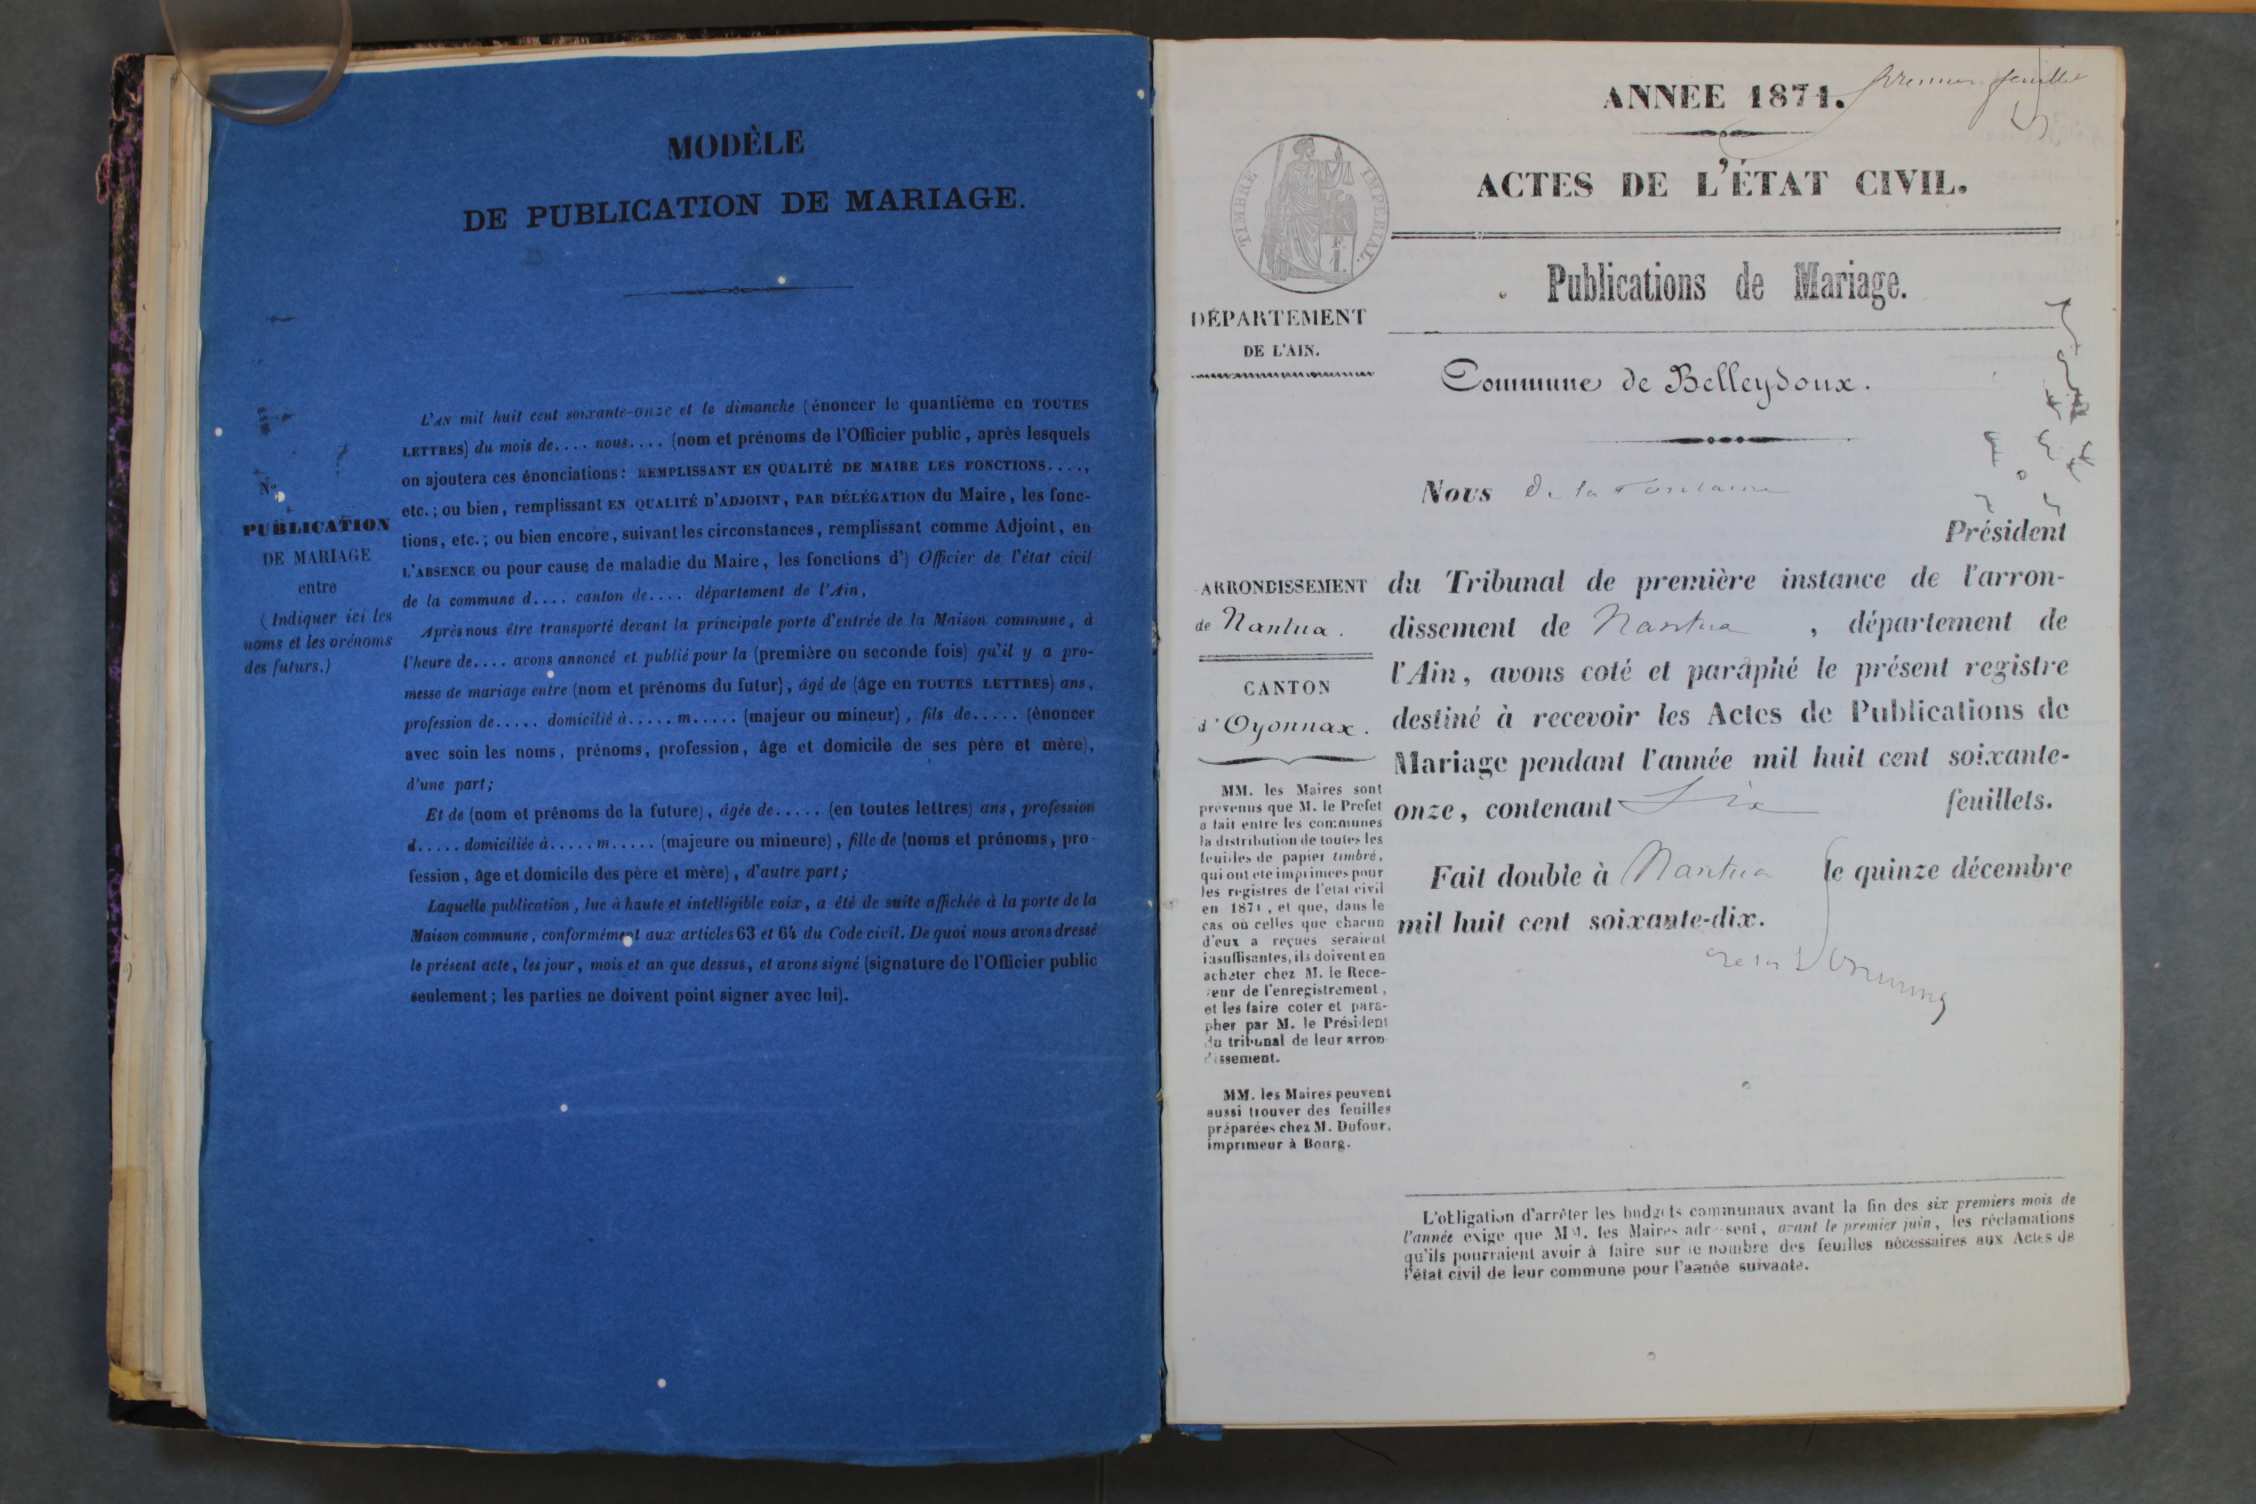 MODÈLE
DE PUBLICATION DE MARIAGE.
No
PUBLICATION
DE MARIAGE
entre
(Indiquer ici les
noms et les prénoms
des futurs.)
L'AN mil huit cent soixante-onze et le dimanche (énoncer le quantième en TOUTES
LETTRES) du mois de.... nous.... (nom et prénoms de l'Officier public, après lesquels
on ajoutera ces énonciations: REMPLISSANT EN QUALITÉ DE MAIRE LES FONCTIONS....,
etc.; ou bien, remplissant EN QUALITÉ D'ADJOINT, PAR DÉLÉGATION du Maire, les fonc-
tions, etc.; ou bien encore, suivant les circonstances, remplissant comme Adjoint, en
L'ABSENCE ou pour cause de maladie du Maire, les fonctions d') Officier de l'état civil
de la commune d.... canton de.... département de l'Ain,
Après nous être transporté devant la principale porte d'entrée de la Maison commune, à
l'heure de.... avons annoncé et publié pour la (première ou seconde fois) qu'il y a pro-
messe de mariage entre (nom et prénoms du futur), âgé de (âge en TOUTES LETTRES) ans,
profession de..... domicilié à..... m..... (majeur ou mineur), fils de..... (énoncer
avec soin les noms, prénoms, profession, âge et domicile de ses père et mère),
d'une part;
Et de (nom et prénoms de la future), âgée de..... (en toutes lettres) ans, profession
d..... domiciliée à..... m..... (majeure ou mineure), fille de (noms et prénoms, pro-
fession, âge et domicile des père et mère), d'autre part;
Laquelle publication, lue à haute et intelligible voix, a été de suite affichée à la porte de la
Maison commune, conformément aux articles 63 et 64 du Code civil. De quoi nous avons dressé
le présent acte, les jour, mois et an que dessus, et avons signé (signature de l'Officier public
seulement; les parties ne doivent point signer avec lui).
premier feuillet
ANNEE 1871.
ACTES DE L'ÉTAT CIVIL.
TIMBRE IMPÉRIAL.
1 F.
Publications de Mariage.
DÉPARTEMENT
DE L'AIN.
Commune de Belleydoux.
Nous De la
Président
ARRONDISSEMENT
de Nantua.
CANTON
d'Oyonnax.
du Tribunal de première instance de l'arron-
dissement de Nantua, département de
l'Ain, avons coté et paraphé le présent registre
destiné à recevoir les Actes de Publications de
Mariage pendant l'année mil huit cent soixante-
onze, contenant Six feuillets.
Fait double à Nantua le quinze décembre
mil huit cent soixante-dix.
MM. les Maires sont
prévenus que M. le Préfet
a fait entre les communes
la distribution de toutes les
feuilles de papier timbré,
qui ont été imprimées pour
les registres de l'état civil
en 1871, et que, dans le
cas où celles que chacun
d'eux a reçues seraient
insuffisantes, ils doivent en
acheter chez M. le Rece-
veur de l'enregistrement,
et les faire coter et para-
pher par M. le Président
du tribunal de leur arron-
dissement.
MM. les Maires peuvent
aussi trouver des feuilles
préparées chez M. Dufour,
imprimeur à Bourg.
L'obligation d'arrêter les budgets communaux avant la fin des six premiers mois de
l'année exige que MM. les Maires adressent, avant le premier juin, les réclamations
qu'ils pourraient avoir à faire sur le nombre des feuilles nécessaires aux Actes de
l'état civil de leur commune pour l'année suivante.